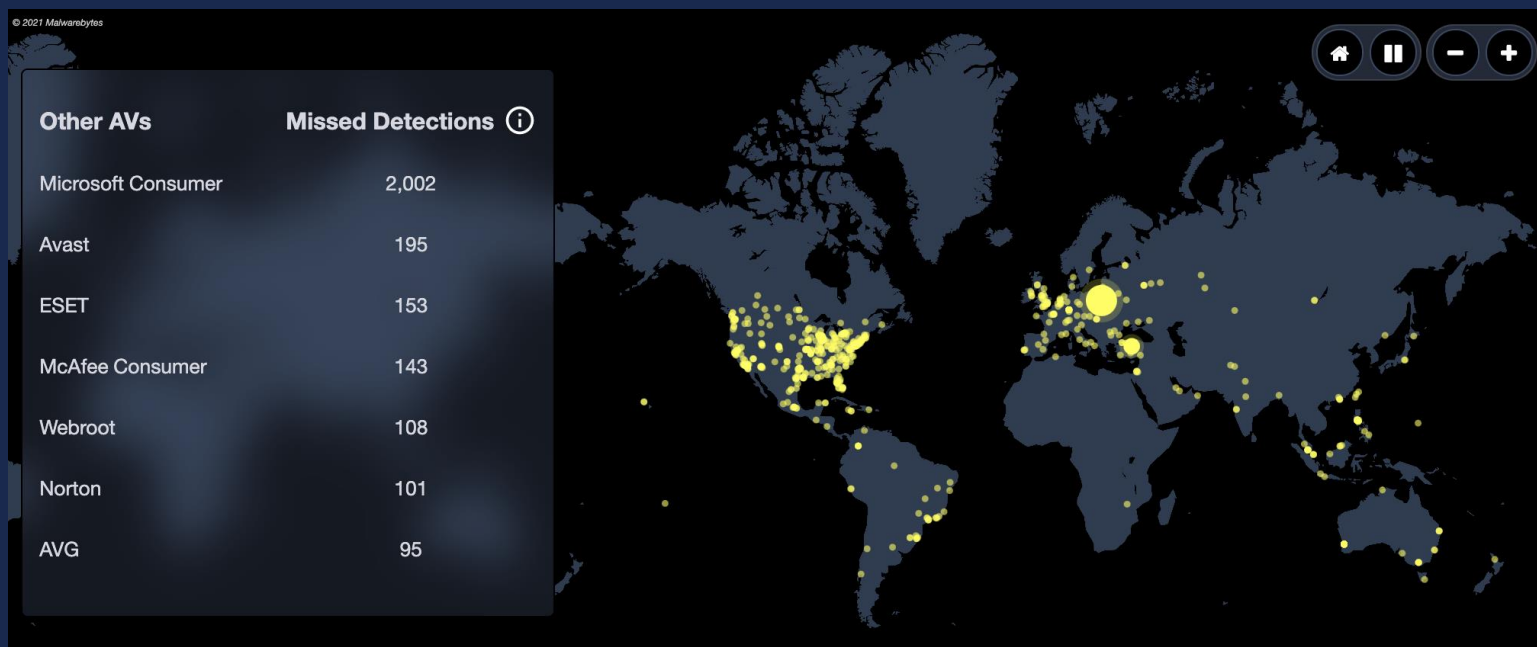 © 2021 Malwarebytes
Other AVs Missed Detections
Microsoft Consumer 2,002
Avast 195
ESET 153
McAfee Consumer 143
Webroot 108
Norton 101
AVG 95